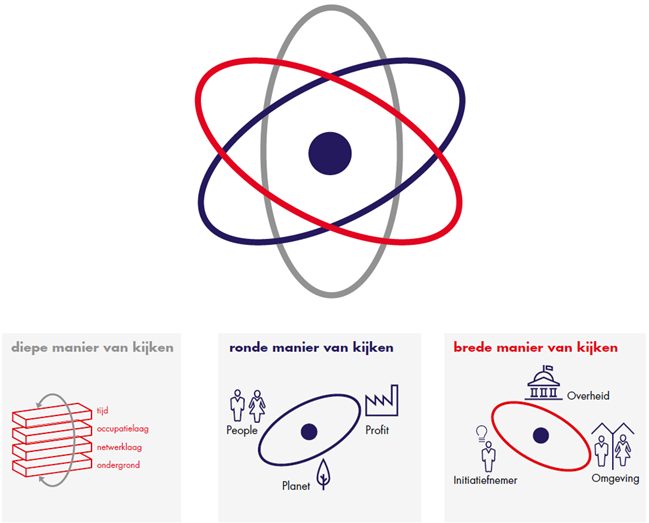 diepe manier van kijken
tijd
occupatielaag
netwerklaag
ondergrond
ronde manier van kijken
People
Profit
Planet
brede manier van kijken
Overheid
Initiatiefnemer
Omgeving